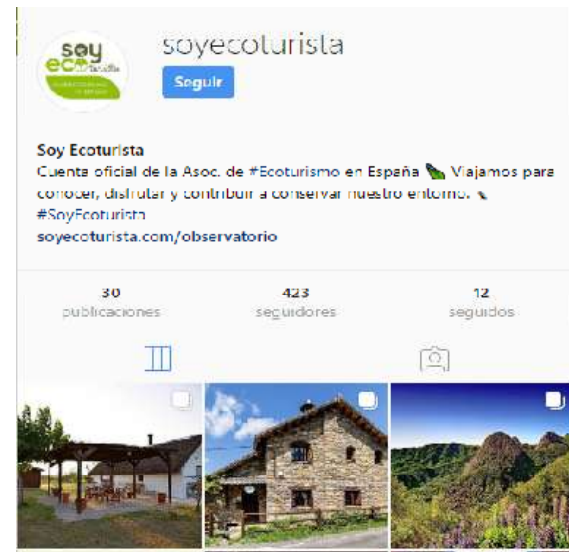 soy
eco
soyecoturista
Seguir
Soy Ecoturista
Cuenta oficial de la Asoc. de #Ecoturismo en España Viajamos para
conocer, disfrutar y contribuir a conservar nuestro entorno.
#SoyEcoturista
soyecoturista.com/observatorio
30 423 12
publicaciones seguidores seguidos